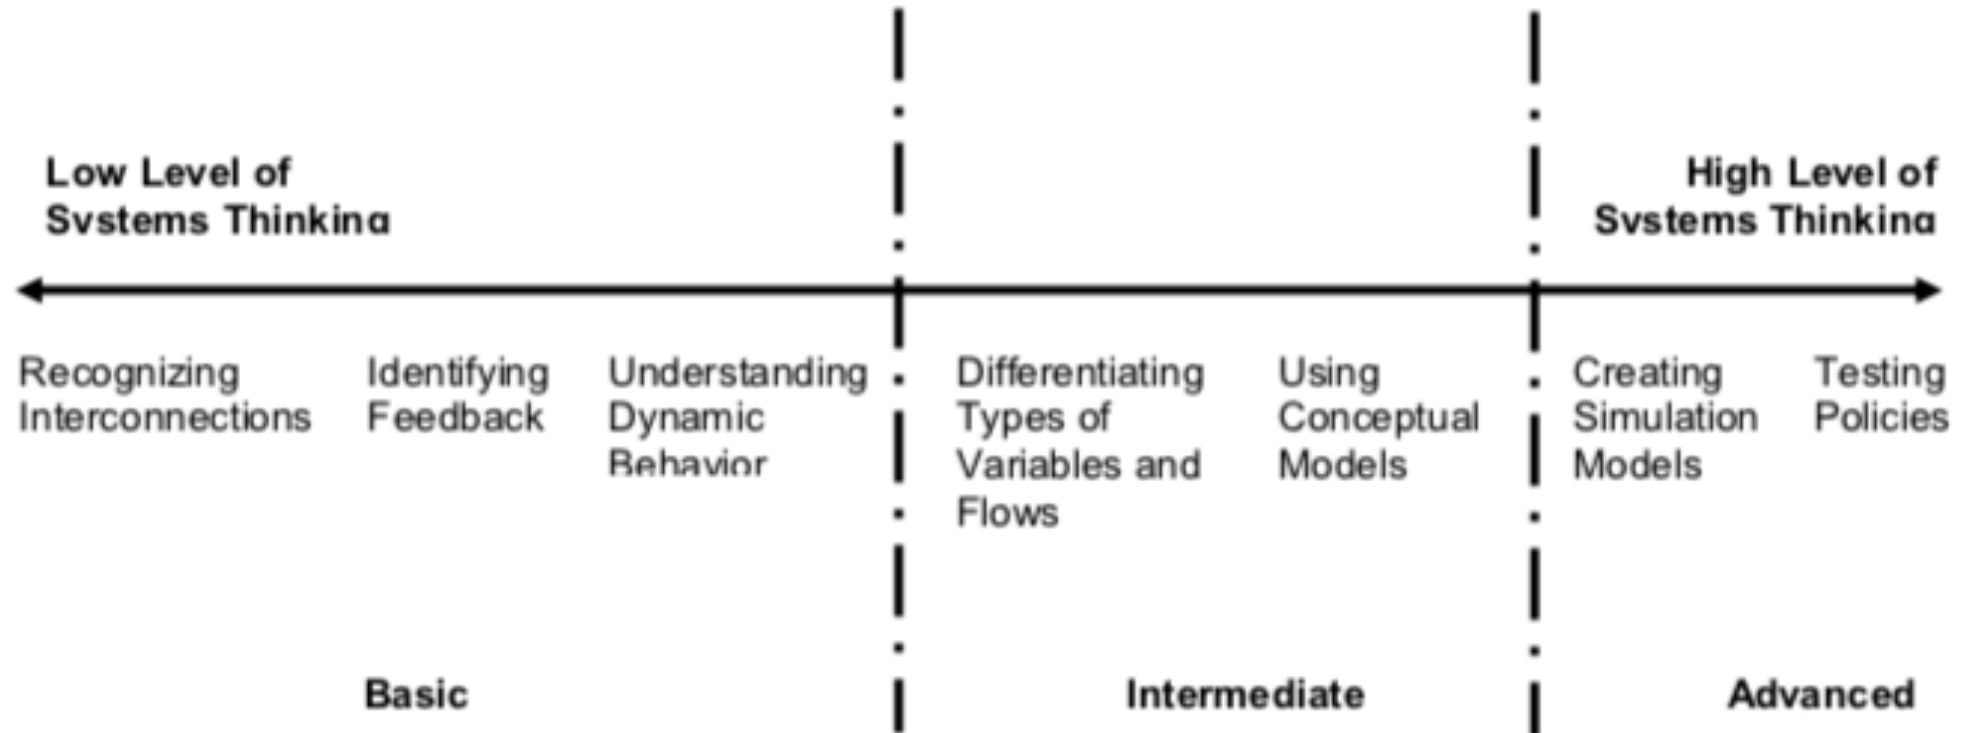 Low Level of
Systems Thinking
High Level of
Systems Thinking
Recognizing
Interconnections
Identifying
Feedback
Understanding
Dynamic
Behavior
Differentiating
Types of
Variables and
Flows
Using
Conceptual
Models
Creating
Simulation
Models
Testing
Policies
Basic
Intermediate
Advanced